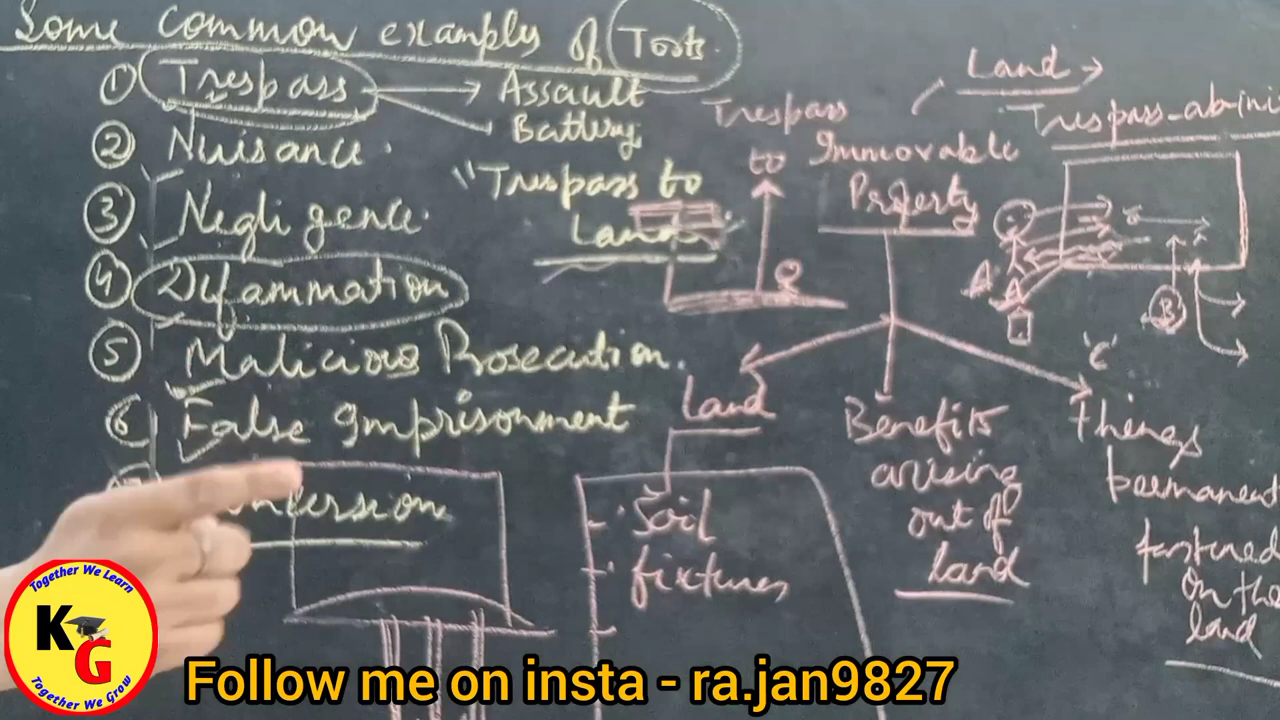 Some common examples of Torts.
① Trespass → Assault
Battery
② Nuisance.
③ Negligence.
④ Defammation
⑤ Malicious Prosecution.
⑥ False Imprisonment
"Trespass to
Land
Trespass
to
Land →
Immovable
Property
Trespass-ab-ini
A
B
'C'
Land
Soil
fixtures
Benefits
arising
out of
land
Things
permanent
fastened
on the
land
Together We Learn
KG
Together We Grow
Follow me on insta - ra.jan9827